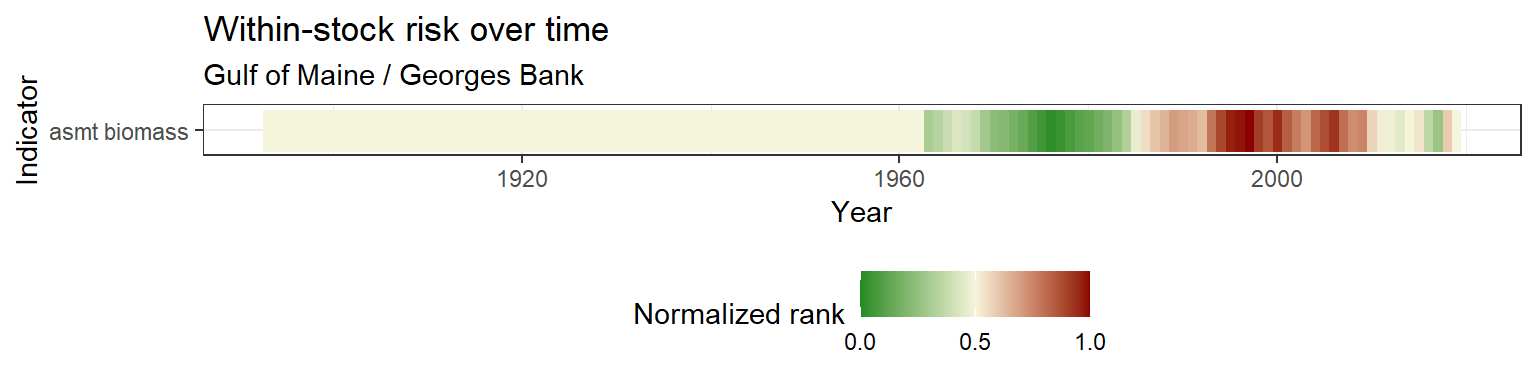 Within-stock risk over time
Gulf of Maine / Georges Bank
Indicator
asmt biomass
1920
1960
2000
Year
Normalized rank
0.0
0.5
1.0